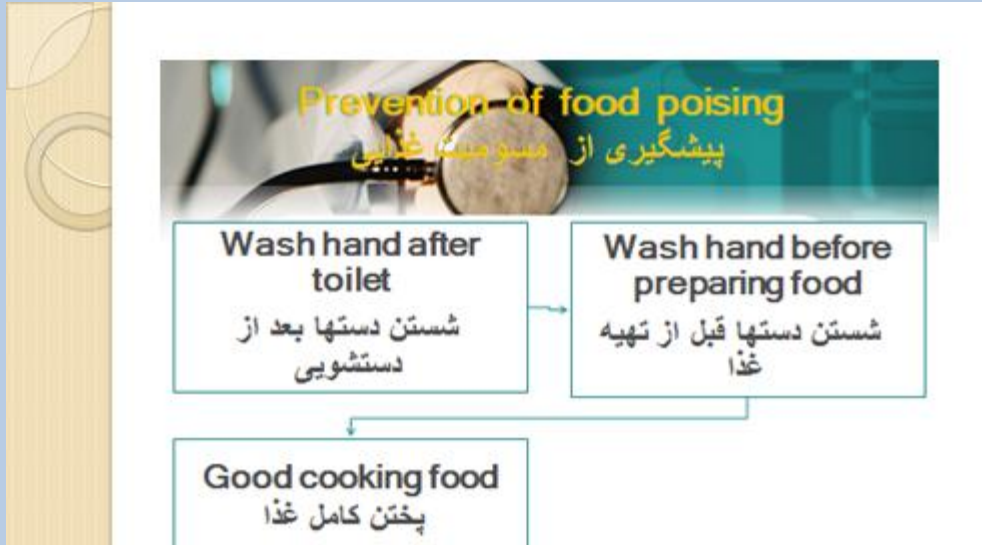 Prevention of food poising
پیشگیری از مسومیت غذایی
Wash hand after
toilet
شستن دستها بعد از
دستشویی
Wash hand before
preparing food
شستن دستها قبل از تهیه
غذا
Good cooking food
پختن کامل غذا